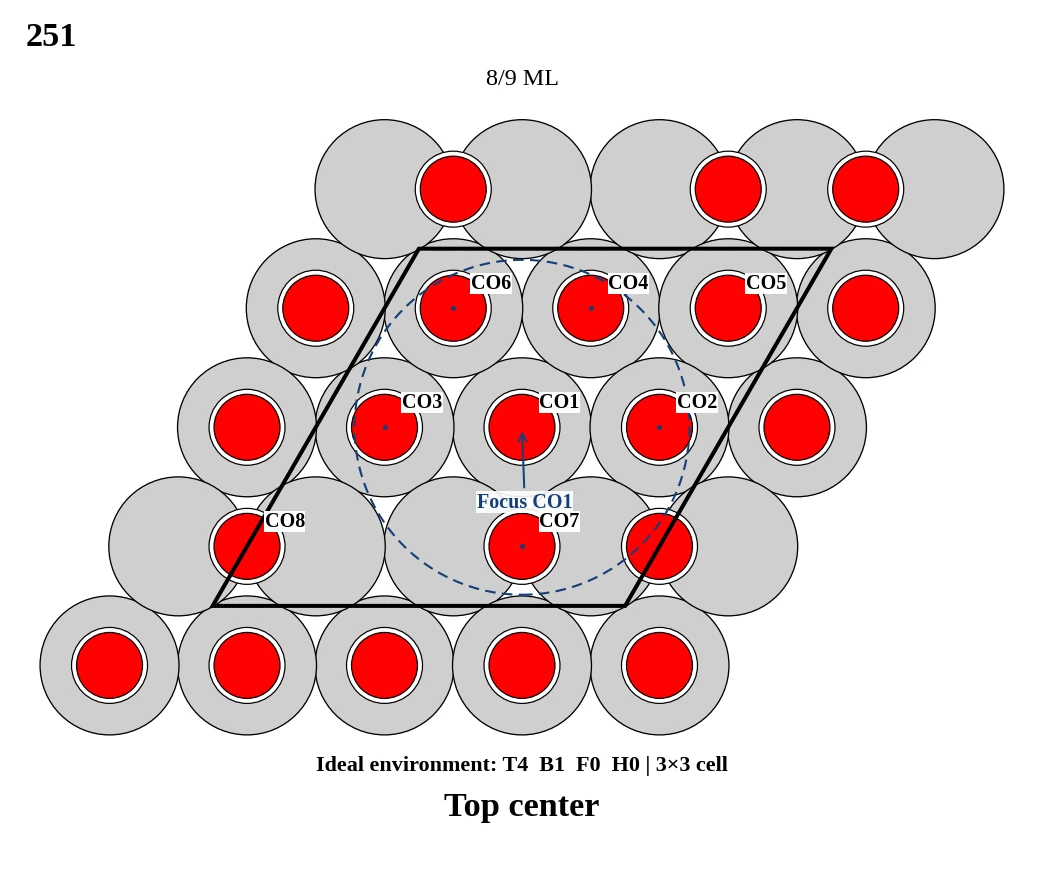 251
8/9 ML
CO6 CO4 CO5
CO3 CO1 CO2
Focus CO1
CO8 CO7
Ideal environment: T4 B1 F0 H0 | 3×3 cell
Top center